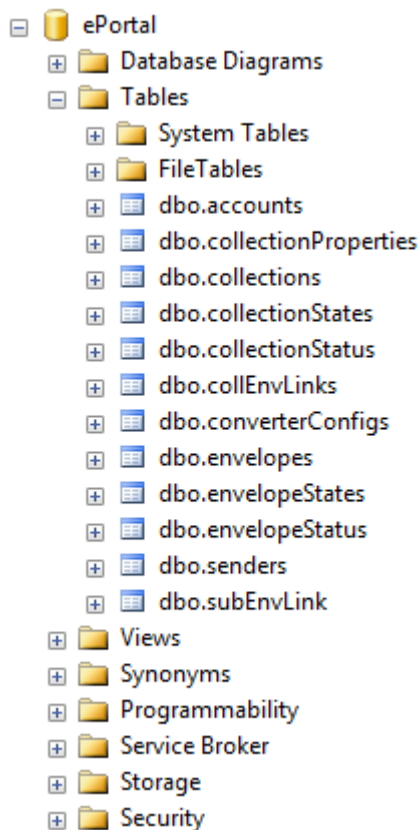 ePortal
Database Diagrams
Tables
System Tables
FileTables
dbo.accounts
dbo.collectionProperties
dbo.collections
dbo.collectionStates
dbo.collectionStatus
dbo.collEnvLinks
dbo.converterConfigs
dbo.envelopes
dbo.envelopeStates
dbo.envelopeStatus
dbo.senders
dbo.subEnvLink
Views
Synonyms
Programmability
Service Broker
Storage
Security